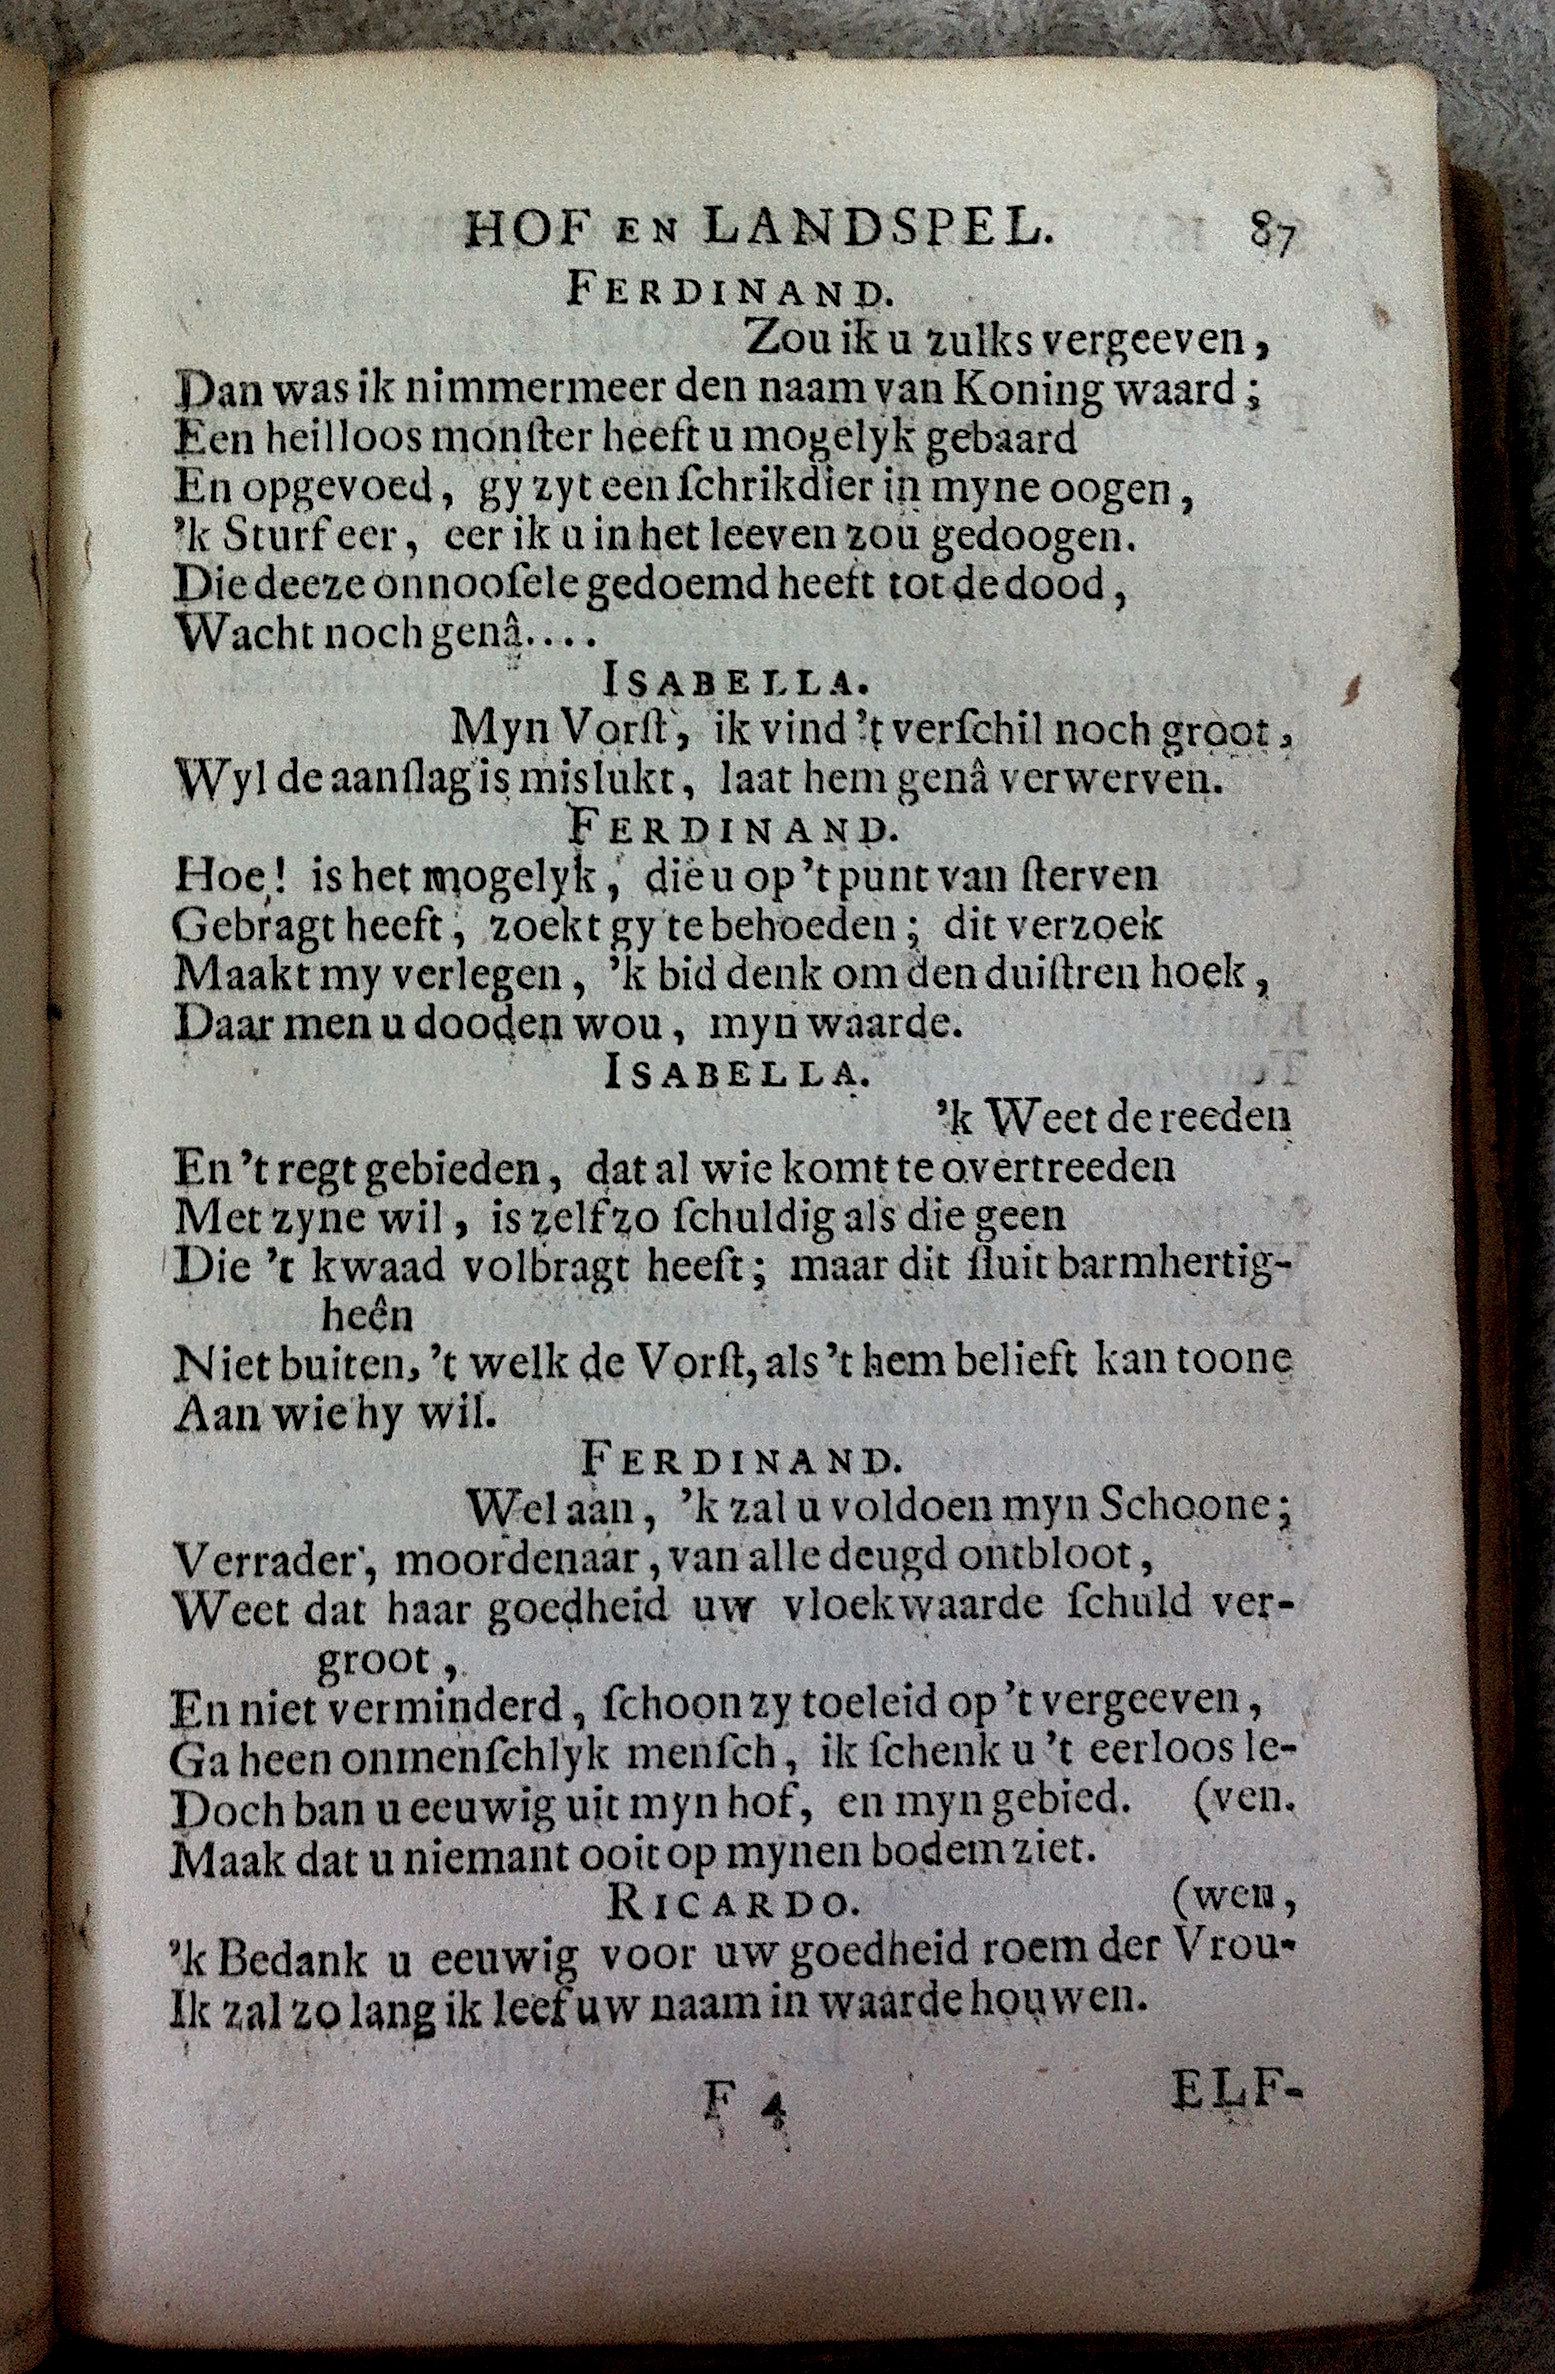 HOF EN LANDSPEL. 87
FERDINAND.
Zou ik u zulks vergeeven,
Dan was ik nimmermeer den naam van Koning waard;
Een heilloos monſter heeft u mogelyk gebaard
En opgevoed, gy zyt een ſchrikdier in myne oogen,
'k Sturf eer, eer ik u in het leeven zou gedoogen.
Die deeze onnooſele gedoemd heeft tot de dood,
Wacht noch genâ....
ISABELLA.
Myn Vorſt, ik vind 't verſchil noch groot,
Wyl de aanſlag is mislukt, laat hem genâ verwerven.
FERDINAND.
Hoe! is het mogelyk, die u op 't punt van ſterven
Gebragt heeft, zoekt gy te behoeden; dit verzoek
Maakt my verlegen, 'k bid denk om den duiſtren hoek,
Daar men u dooden wou, myn waarde.
ISABELLA.
'k Weet de reeden
En 't regt gebieden, dat al wie komt te overtreeden
Met zyne wil, is zelf zo ſchuldig als die geen
Die 't kwaad volbragt heeft; maar dit ſluit barmhertig-
heên
Niet buiten, 't welk de Vorſt, als 't hem belieft kan toone
Aan wie hy wil.
FERDINAND.
Wel aan, 'k zal u voldoen myn Schoone;
Verrader, moordenaar, van alle deugd ontbloot,
Weet dat haar goedheid uw vloekwaarde ſchuld ver-
groot,
En niet verminderd, ſchoon zy toeleid op 't vergeeven,
Ga heen onmenſchlyk menſch, ik ſchenk u 't eerloos le-
Doch ban u eeuwig uit myn hof, en myn gebied. (ven.
Maak dat u niemant ooit op mynen bodem ziet.
RICARDO. (wen,
'k Bedank u eeuwig voor uw goedheid roem der Vrou-
Ik zal zo lang ik leef uw naam in waarde houwen.
F 4 ELF-